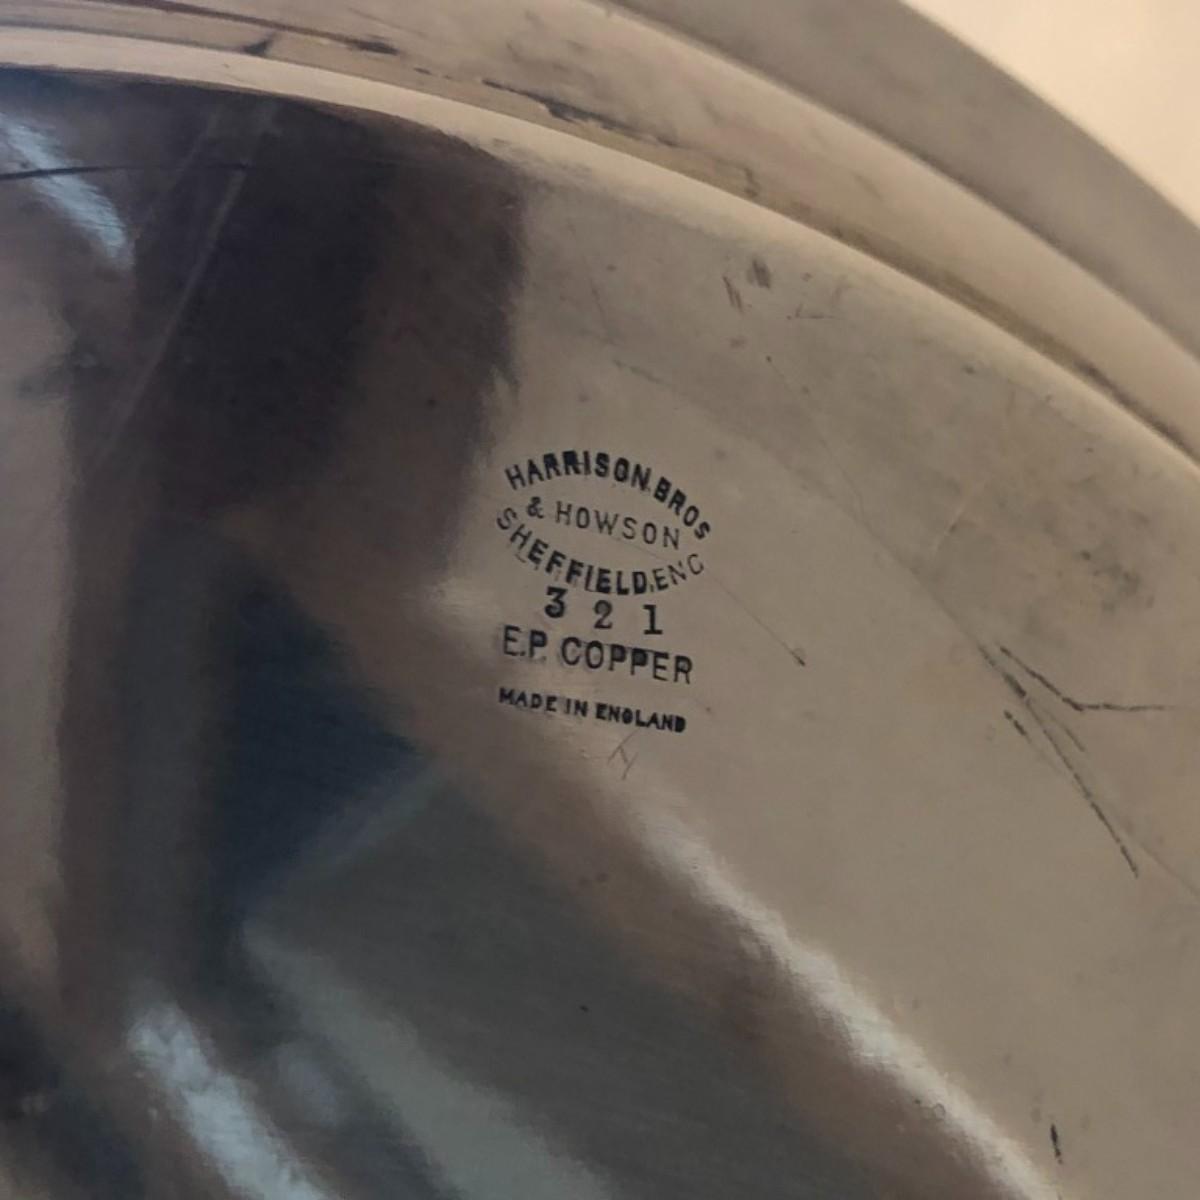 HARRISON BROS
& HOWSON
SHEFFIELD.ENG
3 2 1
E.P. COPPER
MADE IN ENGLAND